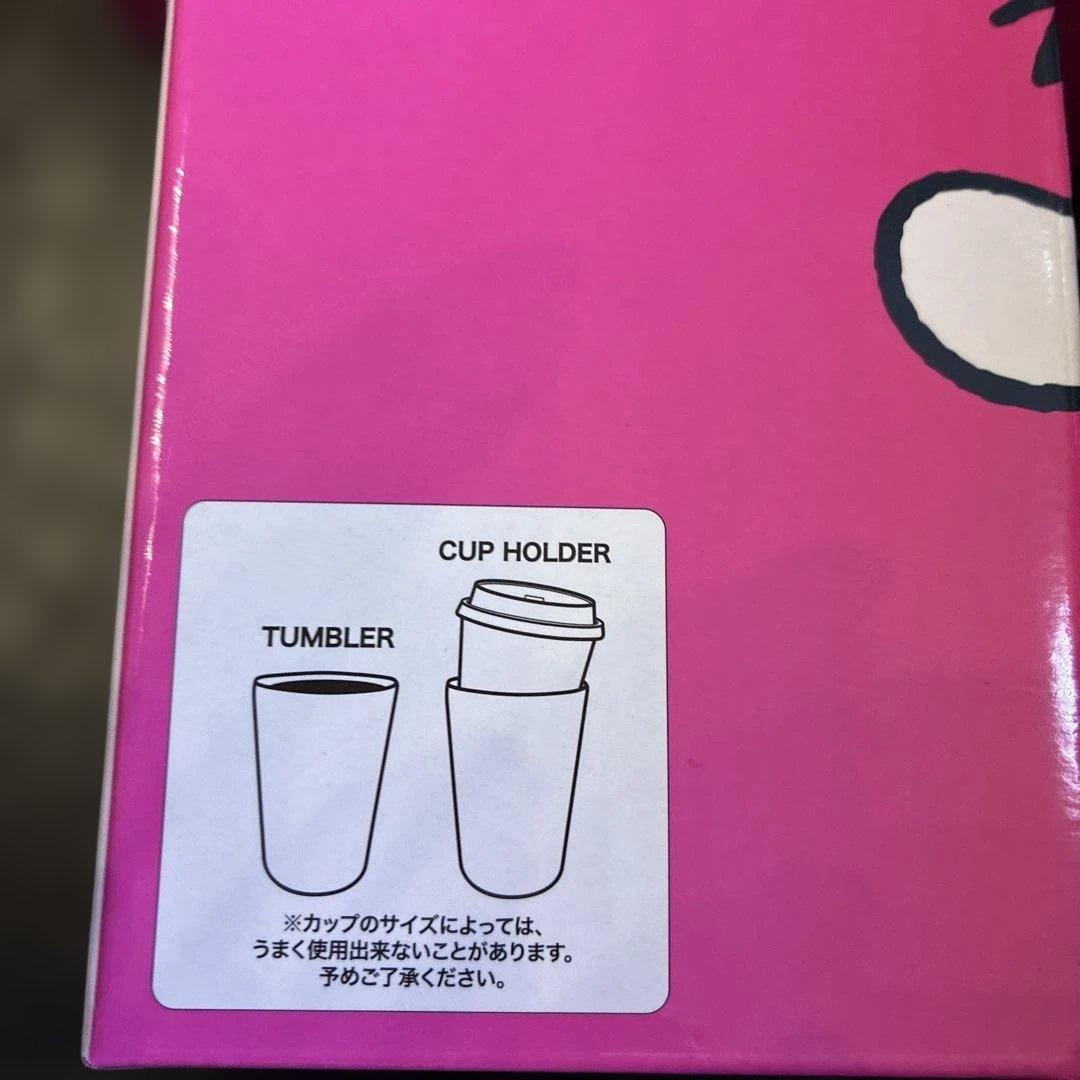 CUP HOLDER
TUMBLER
※カップのサイズによっては、
うまく使用出来ないことがあります。
予めご了承ください。